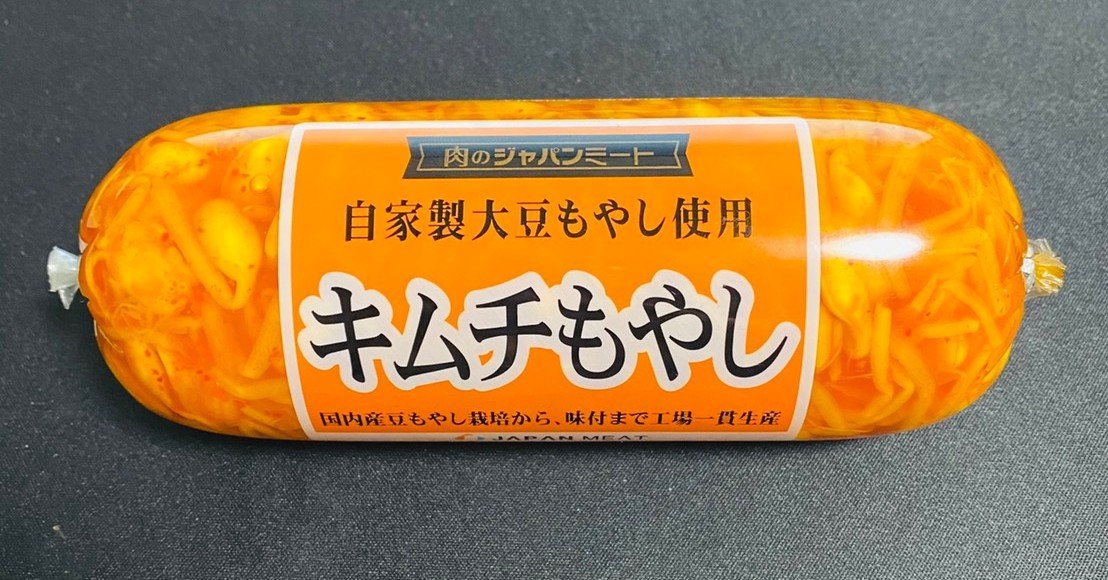 肉のジャパンミート
自家製大豆もやし使用
キムチもやし
国内産豆もやし栽培から、味付まで工場一貫生産
JAPAN MEAT